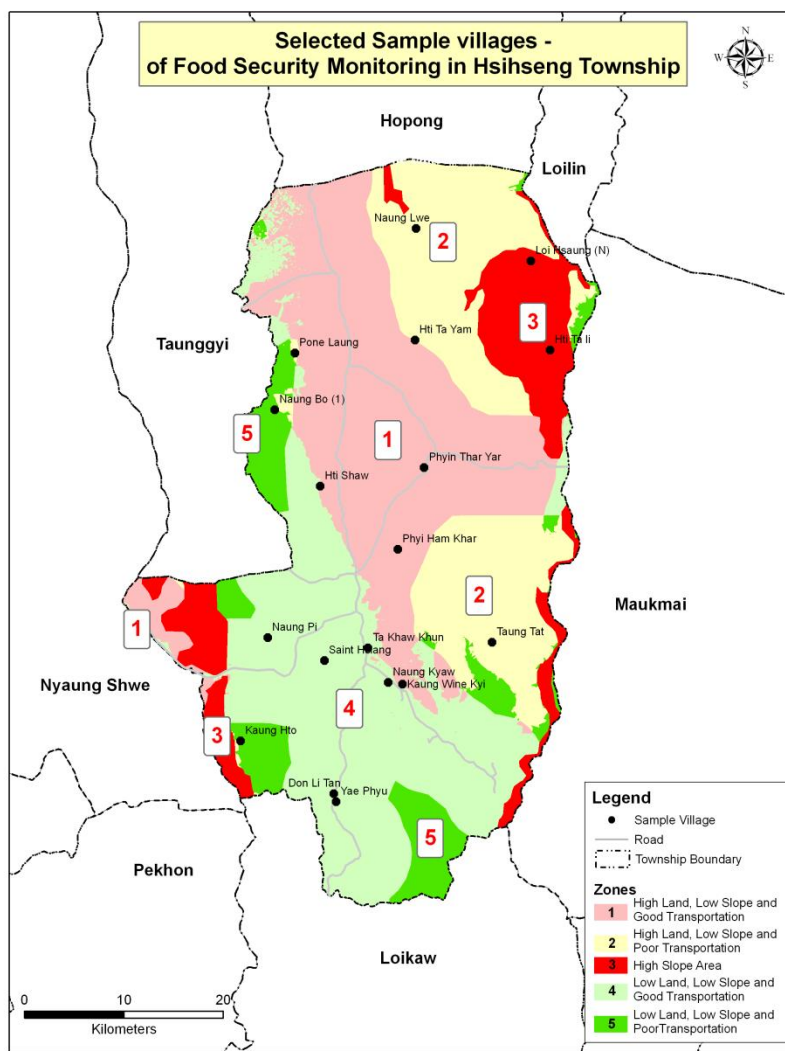 Selected Sample villages -
of Food Security Monitoring in Hsihseng Township
N
W E
S
Hopong
Loilin
Naung Lwe
2
Loi Hsaung (N)
3
Taunggyi
Hti Ta Yam
Hti Ta li
Pone Laung
Naung Bo (1)
5
1
Phyin Thar Yar
Hti Shaw
Phyi Ham Khar
2
Maukmai
1
Naung Pi
Ta Khaw Khun
Taung Tat
Saint Hlaing
Nyaung Shwe
Naung Kyaw
Kaung Wine Kyi
4
3
Kaung Hto
Don Li Tan
Yae Phyu
5
Pekhon
Loikaw
0 10 20
Kilometers
Legend
Sample Village
Road
Township Boundary
Zones
1 High Land, Low Slope and
Good Transportation
2 High Land, Low Slope and
Poor Transportation
3 High Slope Area
4 Low Land, Low Slope and
Good Transportation
5 Low Land, Low Slope and
PoorTransportation